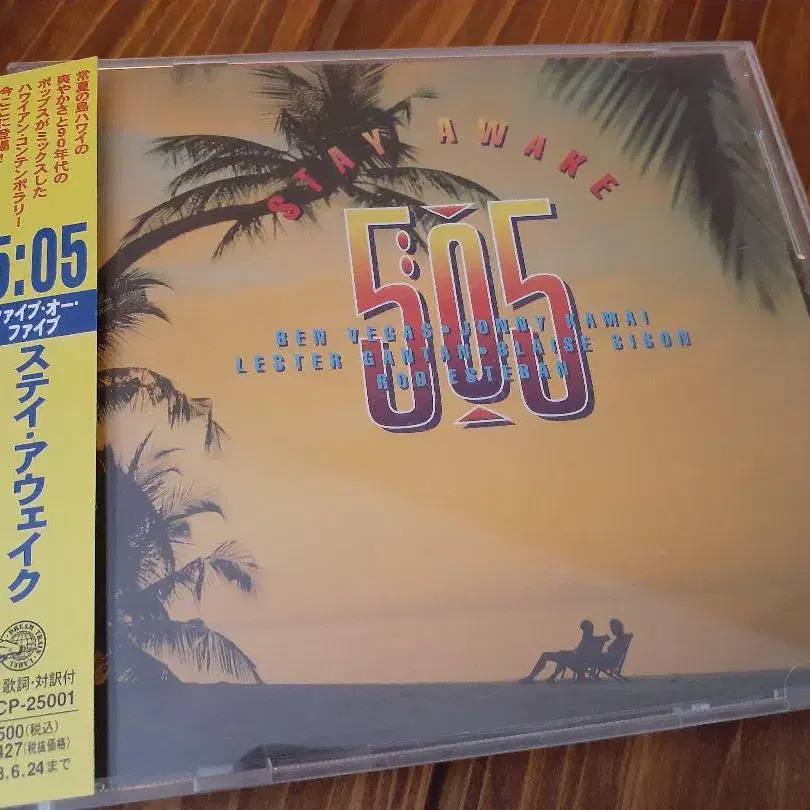 常夏の島ハワイの
爽やかさと90年代の
ポップスがミックスした
ハワイアン・コンテンポラリー
今ここに登場!
5:05
ファイブ・オー・
ファイブ
ステイ・アウェイク
DREAM TRAIN
LABEL
歌詞・対訳付
CP-25001
500(税込)
427(税抜価格)
3.6.24まで
STAY AWAKE
5:05
BEN VEGAS•JONNY KAMAI
LESTER GANTAN•BLAISE SISON
ROD ESTEBAN